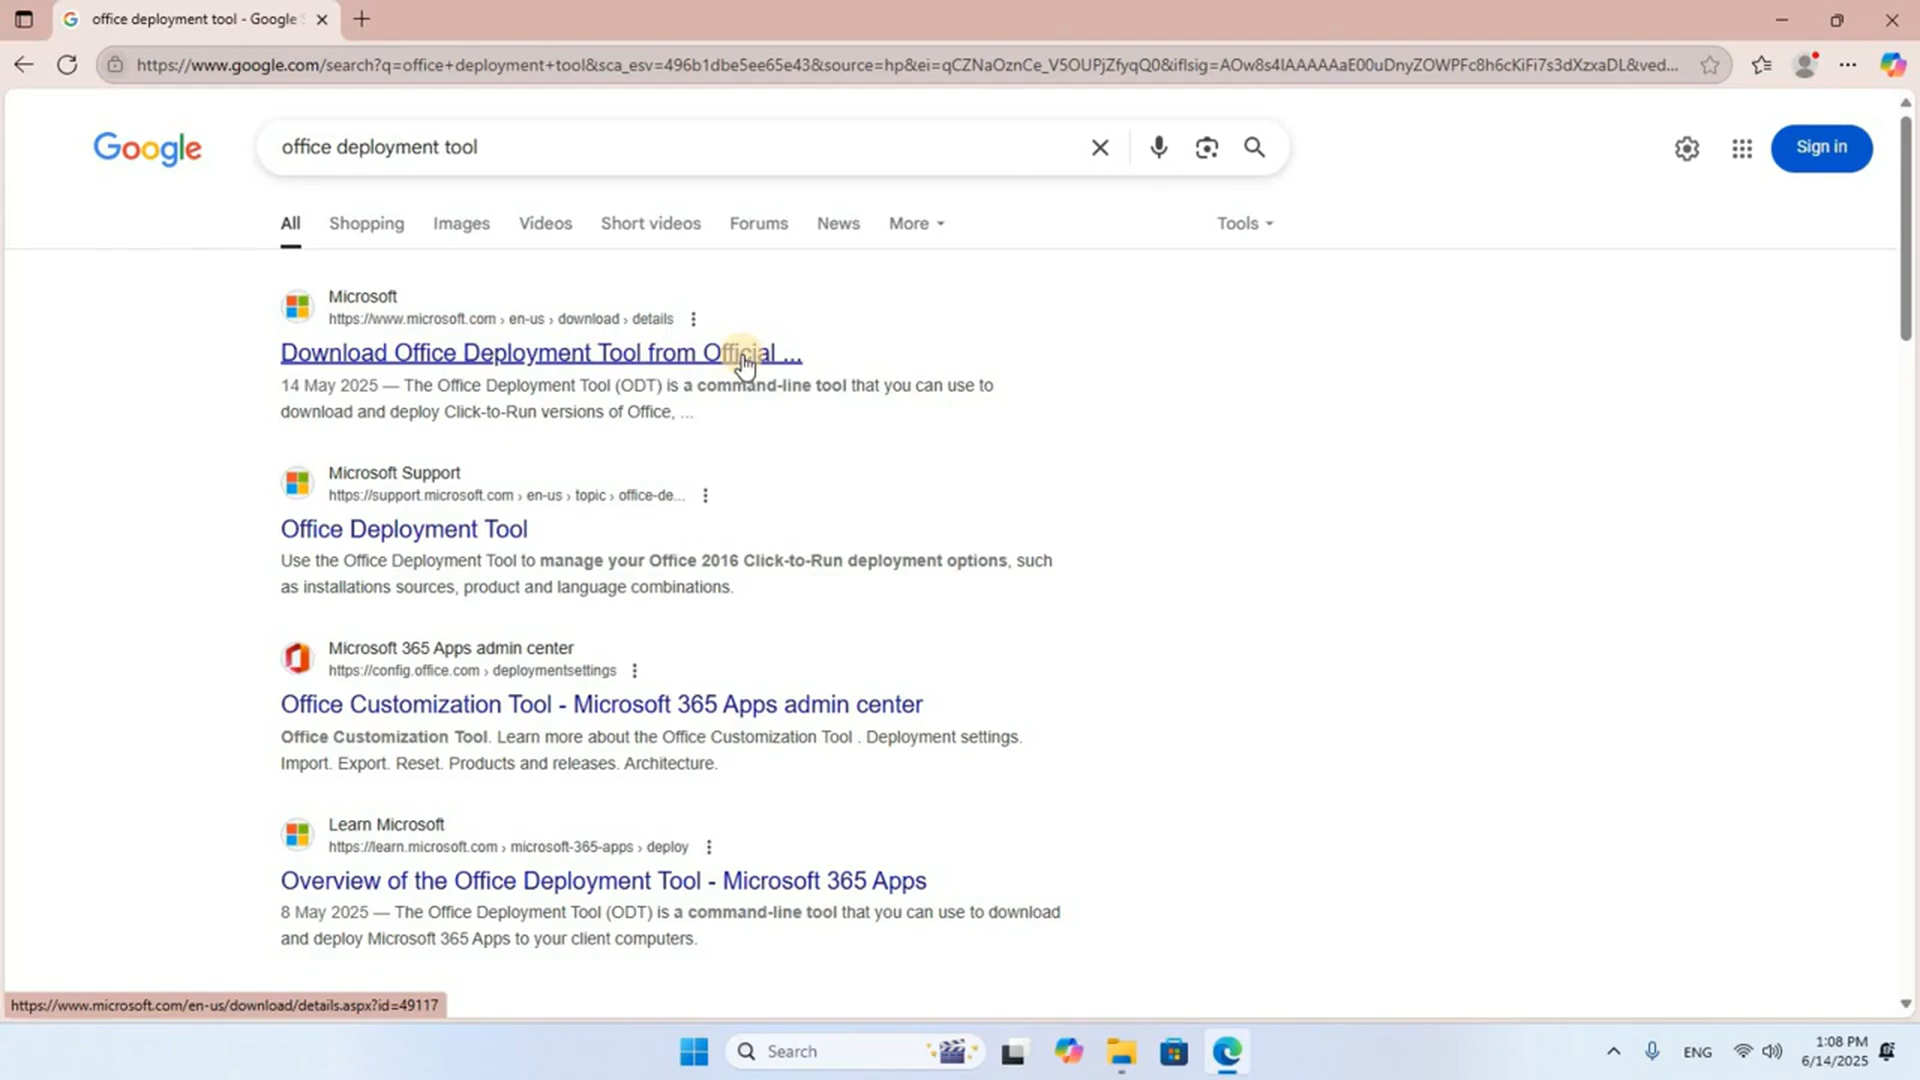 office deployment tool - Google
https://www.google.com/search?q=office+deployment+tool&sca_esv=496b1dbe5ee65e43&source=hp&ei=qCZNaOznCe_V5OUPjZfyqQ0&iflsig=AOw8s4IAAAAAaE00uDnyZOWPFc8h6cKiFi7s3dXzxaDL&ved...
Google
office deployment tool
Sign in
All
Shopping
Images
Videos
Short videos
Forums
News
More
Tools
Microsoft
https://www.microsoft.com › en-us › download › details
Download Office Deployment Tool from Official ...
14 May 2025 — The Office Deployment Tool (ODT) is a command-line tool that you can use to
download and deploy Click-to-Run versions of Office, ...
Microsoft Support
https://support.microsoft.com › en-us › topic › office-de...
Office Deployment Tool
Use the Office Deployment Tool to manage your Office 2016 Click-to-Run deployment options, such
as installations sources, product and language combinations.
Microsoft 365 Apps admin center
https://config.office.com › deploymentsettings
Office Customization Tool - Microsoft 365 Apps admin center
Office Customization Tool. Learn more about the Office Customization Tool . Deployment settings.
Import. Export. Reset. Products and releases. Architecture.
Learn Microsoft
https://learn.microsoft.com › microsoft-365-apps › deploy
Overview of the Office Deployment Tool - Microsoft 365 Apps
8 May 2025 — The Office Deployment Tool (ODT) is a command-line tool that you can use to download
and deploy Microsoft 365 Apps to your client computers.
https://www.microsoft.com/en-us/download/details.aspx?id=49117
Search
ENG
1:08 PM
6/14/2025